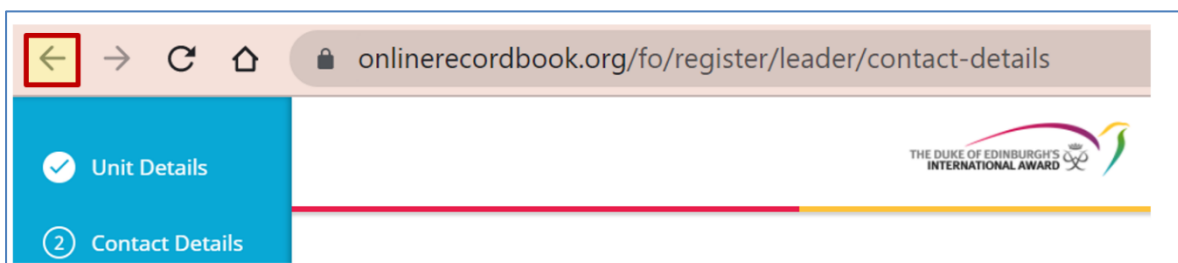 onlinerecordbook.org/fo/register/leader/contact-details
Unit Details
THE DUKE OF EDINBURGH'S
INTERNATIONAL AWARD
2 Contact Details